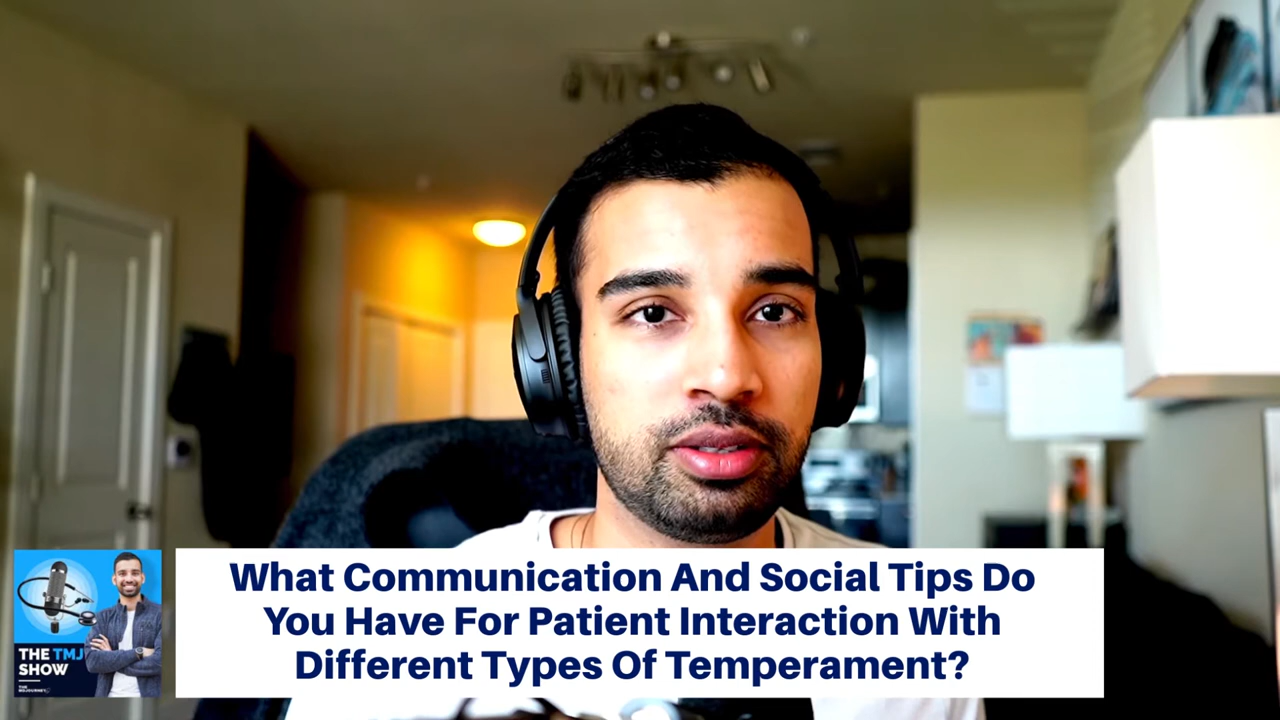 What Communication And Social Tips Do
You Have For Patient Interaction With
Different Types Of Temperament?
THE TMJ
SHOW